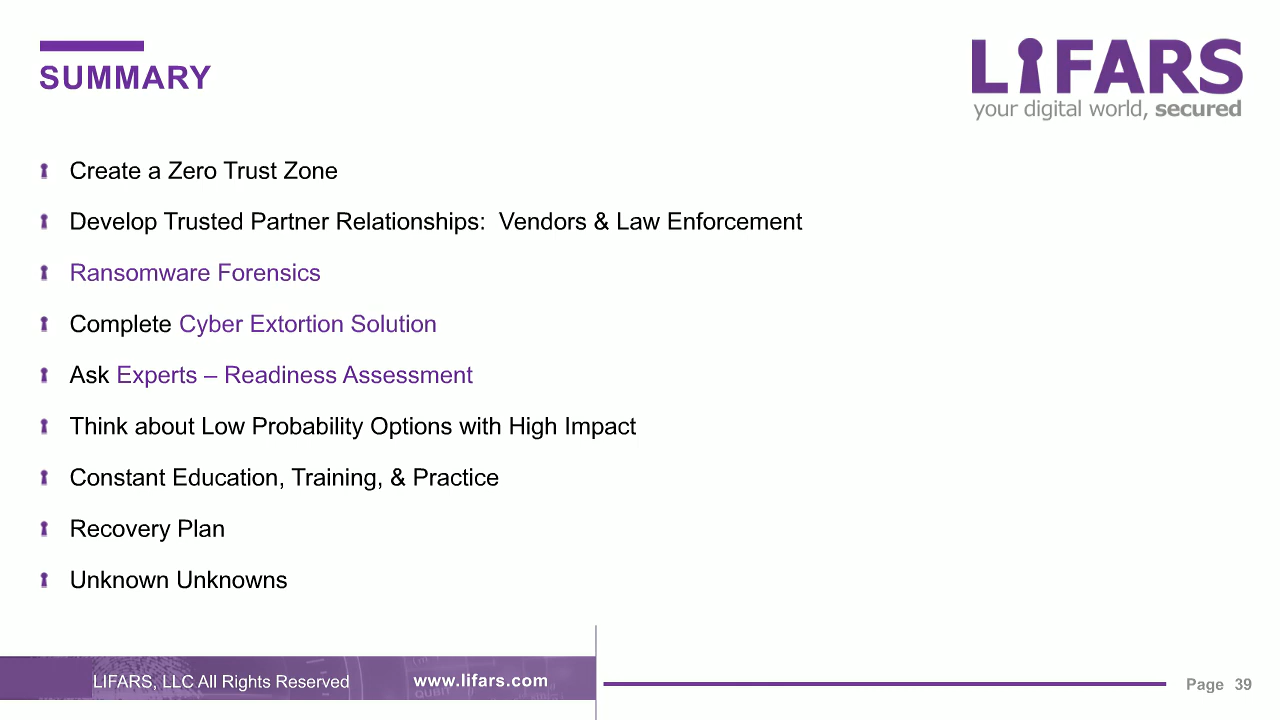 SUMMARY
LIFARS
your digital world, secured
Create a Zero Trust Zone
Develop Trusted Partner Relationships:  Vendors & Law Enforcement
Ransomware Forensics
Complete Cyber Extortion Solution
Ask Experts – Readiness Assessment
Think about Low Probability Options with High Impact
Constant Education, Training, & Practice
Recovery Plan
Unknown Unknowns
LIFARS, LLC All Rights Reserved
www.lifars.com
QUBIT
Page 39